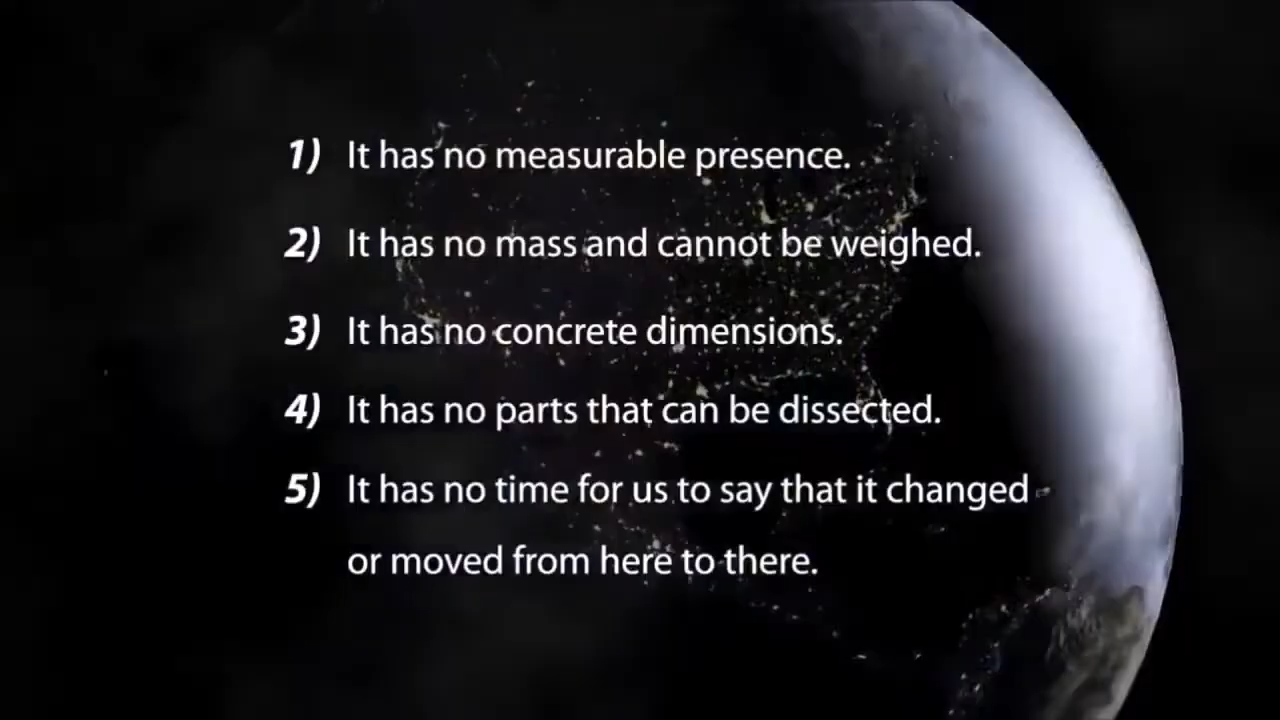 1) It has no measurable presence.
2) It has no mass and cannot be weighed.
3) It has no concrete dimensions.
4) It has no parts that can be dissected.
5) It has no time for us to say that it changed
or moved from here to there.